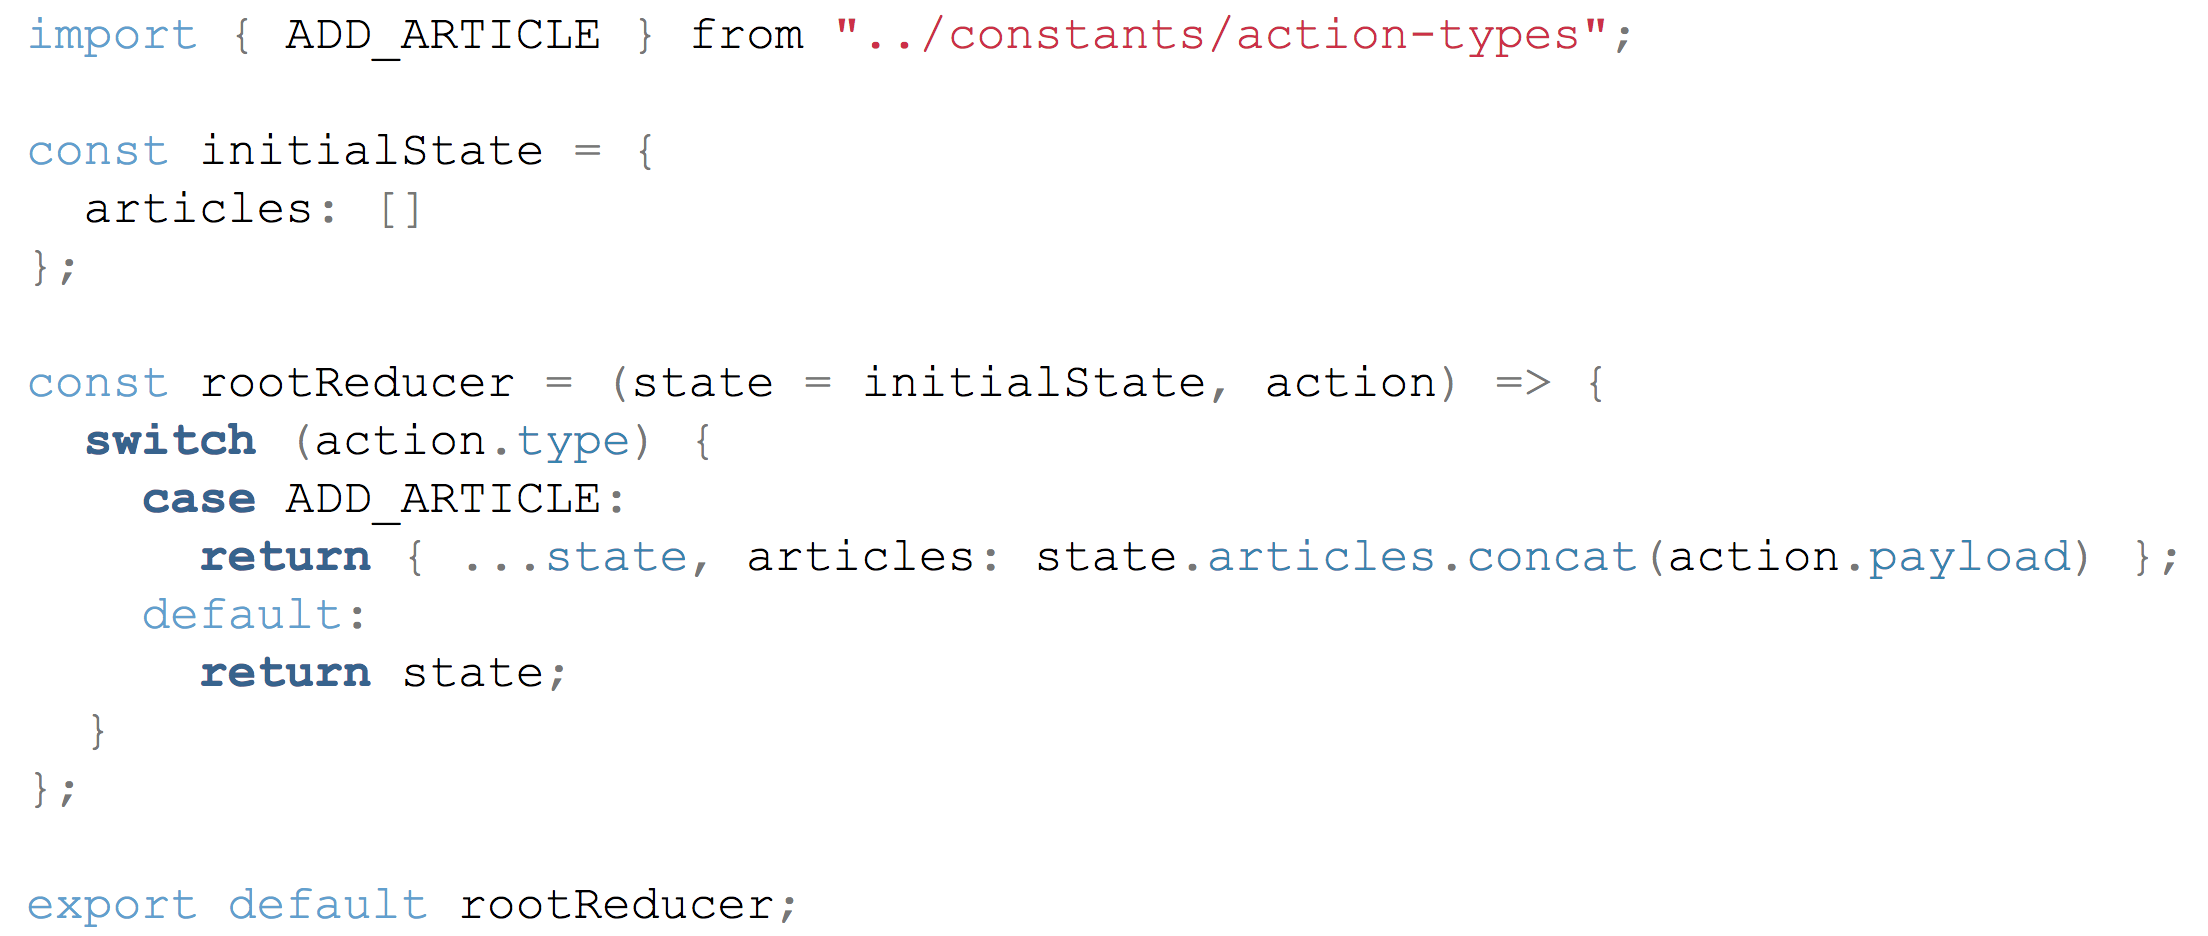 import { ADD_ARTICLE } from "../constants/action-types";
const initialState = {
  articles: []
};
const rootReducer = (state = initialState, action) => {
  switch (action.type) {
    case ADD_ARTICLE:
      return { ...state, articles: state.articles.concat(action.payload) };
    default:
      return state;
  }
};
export default rootReducer;